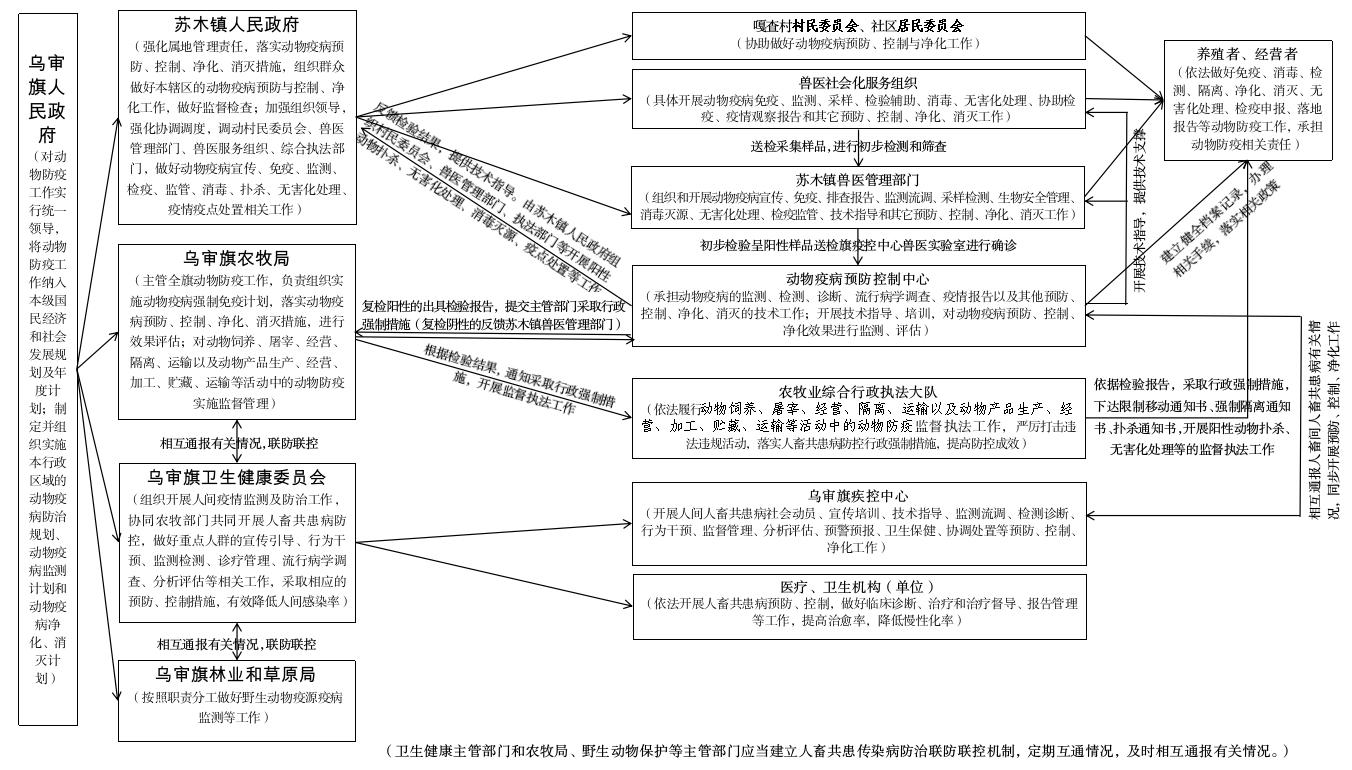 乌审
旗人
民政
府
（对动
物防疫
工作实
行统一
领导，
将动物
防疫工
作纳入
本级国
民经济
和社会
发展规
划及年
度计
划；制
定并组
织实施
本行政
区域的
动物疫
病防治
规划、
动物疫
病监测
计划和
动物疫
病净
化、消
灭计
划）
苏木镇人民政府
（强化属地管理责任，落实动物疫病预
防、控制、净化、消灭措施，组织群众
做好本辖区的动物疫病预防与控制、净
化工作，做好监督检查；加强组织领导，
强化协调调度，调动村民委员会、兽医
管理部门、兽医服务组织、综合执法部
门，做好动物疫病宣传、免疫、监测、
检疫、监管、消毒、扑杀、无害化处理、
疫情疫点处置相关工作）
乌审旗农牧局
（主管全旗动物防疫工作，负责组织实
施动物疫病强制免疫计划，落实动物疫
病预防、控制、净化、消灭措施，进行
效果评估；对动物饲养、屠宰、经营、
隔离、运输以及动物产品生产、经营、
加工、贮藏、运输等活动中的动物防疫
实施监督管理）
相互通报有关情况，联防联控
乌审旗卫生健康委员会
（组织开展人间疫情监测及防治工作，
协同农牧部门共同开展人畜共患病防
控，做好重点人群的宣传引导、行为干
预、监测检测、诊疗管理、流行病学调
查、分析评估等相关工作，采取相应的
预防、控制措施，有效降低人间感染率）
相互通报有关情况，联防联控
乌审旗林业和草原局
（按照职责分工做好野生动物疫源疫病
监测等工作）
反馈检验结果，提供技术指导。由苏木镇人民政府组
织村民委员会、兽医管理部门、执法部门等开展阳性
动物扑杀、无害化处理、消毒灭源、疫点处置等工作
复检阳性的出具检验报告，提交主管部门采取行政
强制措施（复检阴性的反馈苏木镇兽医管理部门）
根据检验结果，通知采取行政强制措
施，开展监督执法工作
嘎查村村民委员会、社区居民委员会
（协助做好动物疫病预防、控制与净化工作）
兽医社会化服务组织
（具体开展动物疫病免疫、监测、采样、检验辅助、消毒、无害化处理、协助检
疫、疫情观察报告和其它预防、控制、净化、消灭工作）
送检采集样品，进行初步检测和筛查
苏木镇兽医管理部门
（组织和开展动物疫病宣传、免疫、排查报告、监测流调、采样检测、生物安全管理、
消毒灭源、无害化处理、检疫监管、技术指导和其它预防、控制、净化、消灭工作）
初步检验呈阳性样品送检旗疫控中心兽医实验室进行确诊
动物疫病预防控制中心
（承担动物疫病的监测、检测、诊断、流行病学调查、疫情报告以及其他预防、
控制、净化、消灭的技术工作；开展技术指导、培训，对动物疫病预防、控制、
净化效果进行监测、评估）
农牧业综合行政执法大队
（依法履行动物饲养、屠宰、经营、隔离、运输以及动物产品生产、经
营、加工、贮藏、运输等活动中的动物防疫监督执法工作，严厉打击违
法违规活动，落实人畜共患病防控行政强制措施，提高防控成效）
乌审旗疾控中心
（开展人间人畜共患病社会动员、宣传培训、技术指导、监测流调、检测诊断、
行为干预、监督管理、分析评估、预警预报、卫生保健、协调处置等预防、控制、
净化工作）
医疗、卫生机构（单位）
（依法开展人畜共患病预防、控制，做好临床诊断、治疗和治疗督导、报告管理
等工作，提高治愈率，降低慢性化率）
养殖者、经营者
（依法做好免疫、消毒、检
测、隔离、净化、消灭、无
害化处理、检疫申报、落地
报告等动物防疫工作，承担
动物防疫相关责任）
开展技术指导，提供技术支撑
建立健全档案记录，办理
相关手续，落实相关政策
依据检验报告，采取行政强制措施，
下达限制移动通知书、强制隔离通知
书、扑杀通知书，开展阳性动物扑杀、
无害化处理等的监督执法工作
相互通报人畜间人畜共患病有关情
况，同步开展预防、控制、净化工作
（卫生健康主管部门和农牧局、野生动物保护等主管部门应当建立人畜共患传染病防治联防联控机制，定期互通情况，及时相互通报有关情况。）